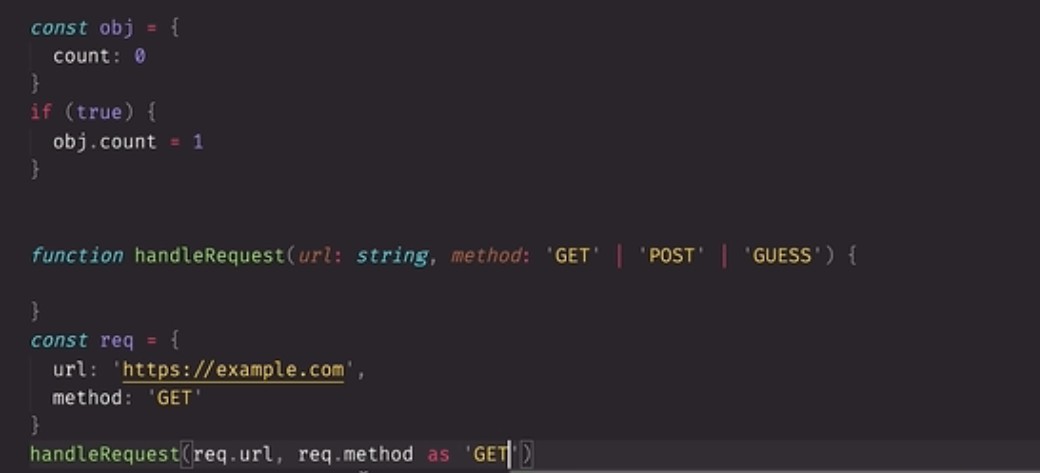 const obj = {
  count: 0
}
if (true) {
  obj.count = 1
}
function handleRequest(url: string, method: 'GET' | 'POST' | 'GUESS') {
}
const req = {
  url: 'https://example.com',
  method: 'GET'
}
handleRequest(req.url, req.method as 'GET')